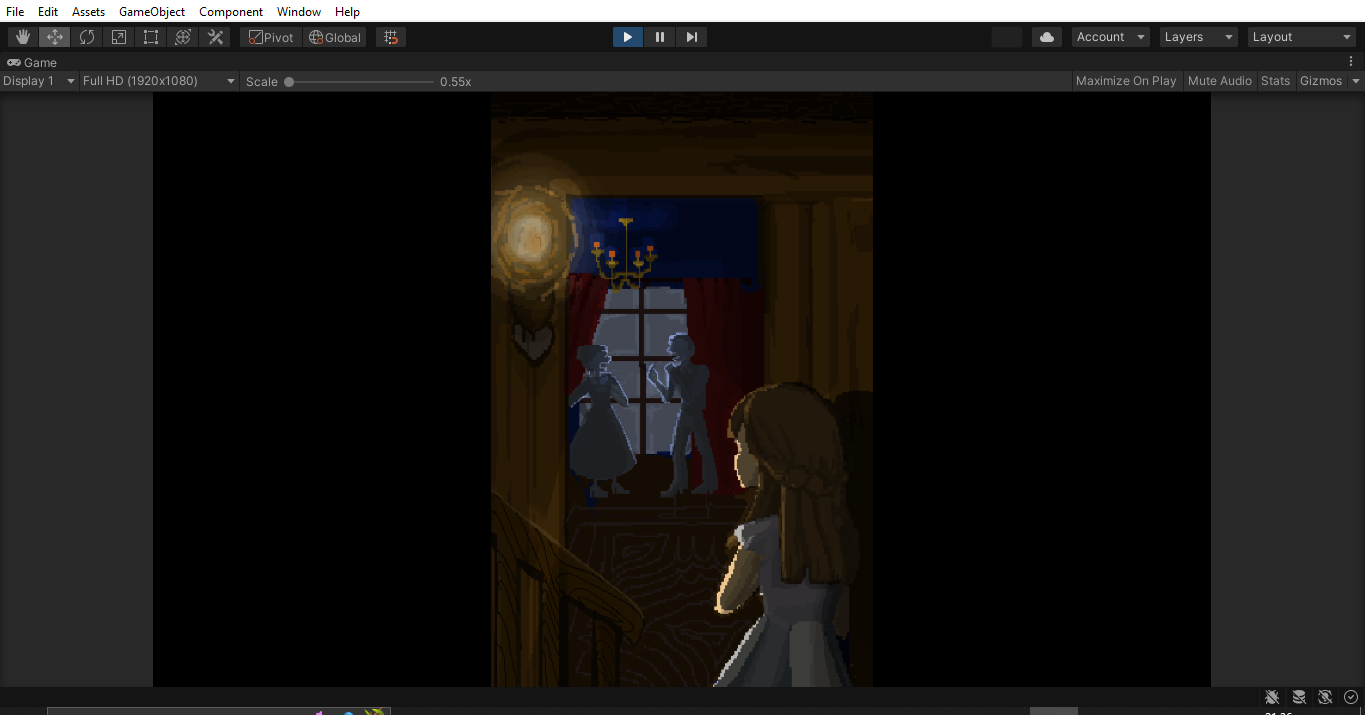 File Edit Assets GameObject Component Window Help
Pivot Global Account Layers Layout
Game
Display 1 Full HD (1920x1080) Scale 0.55x Maximize On Play Mute Audio Stats Gizmos